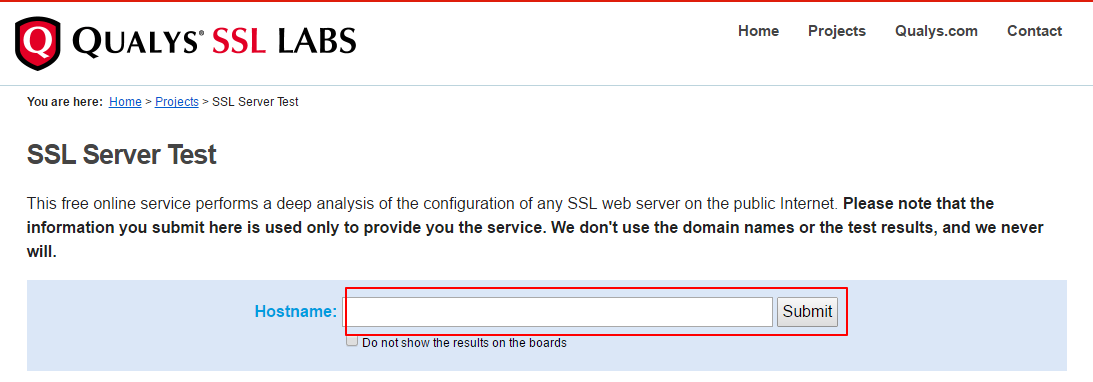 QUALYS® SSL LABS
Home Projects Qualys.com Contact
You are here: Home > Projects > SSL Server Test
SSL Server Test
This free online service performs a deep analysis of the configuration of any SSL web server on the public Internet. Please note that the
information you submit here is used only to provide you the service. We don't use the domain names or the test results, and we never
will.
Hostname: Submit
Do not show the results on the boards